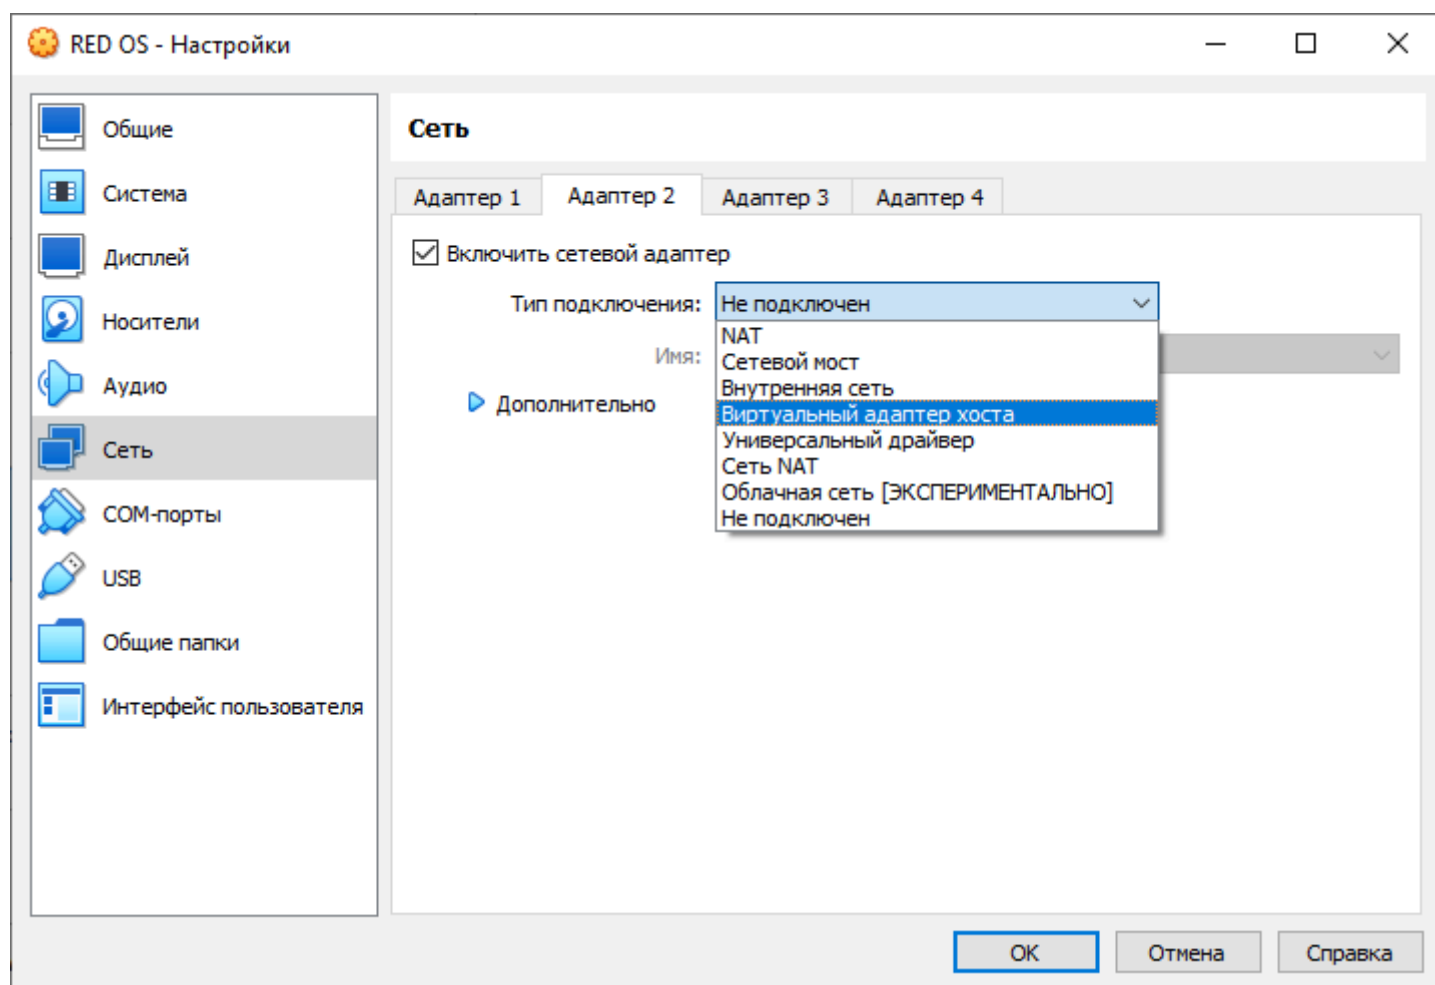 RED OS - Настройки
Общие
Система
Дисплей
Носители
Аудио
Сеть
COM-порты
USB
Общие папки
Интерфейс пользователя
Сеть
Адаптер 1 Адаптер 2 Адаптер 3 Адаптер 4
Включить сетевой адаптер
Тип подключения: Не подключен
Имя:
Дополнительно
NAT
Сетевой мост
Внутренняя сеть
Виртуальный адаптер хоста
Универсальный драйвер
Сеть NAT
Облачная сеть [ЭКСПЕРИМЕНТАЛЬНО]
Не подключен
OK Отмена Справка